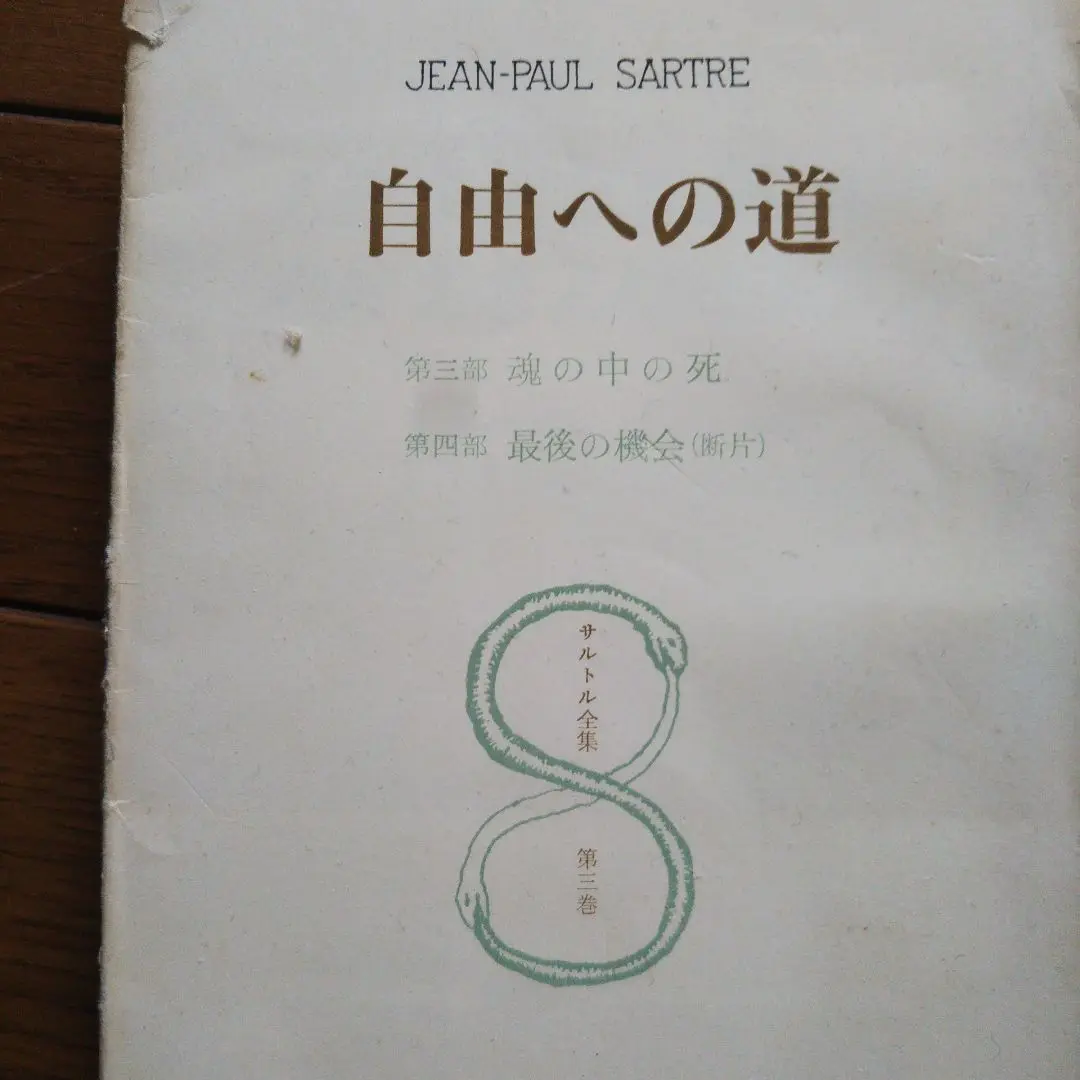 JEAN-PAUL SARTRE
自由への道
第三部 魂の中の死
第四部 最後の機会(断片)
サルトル全集
第三巻